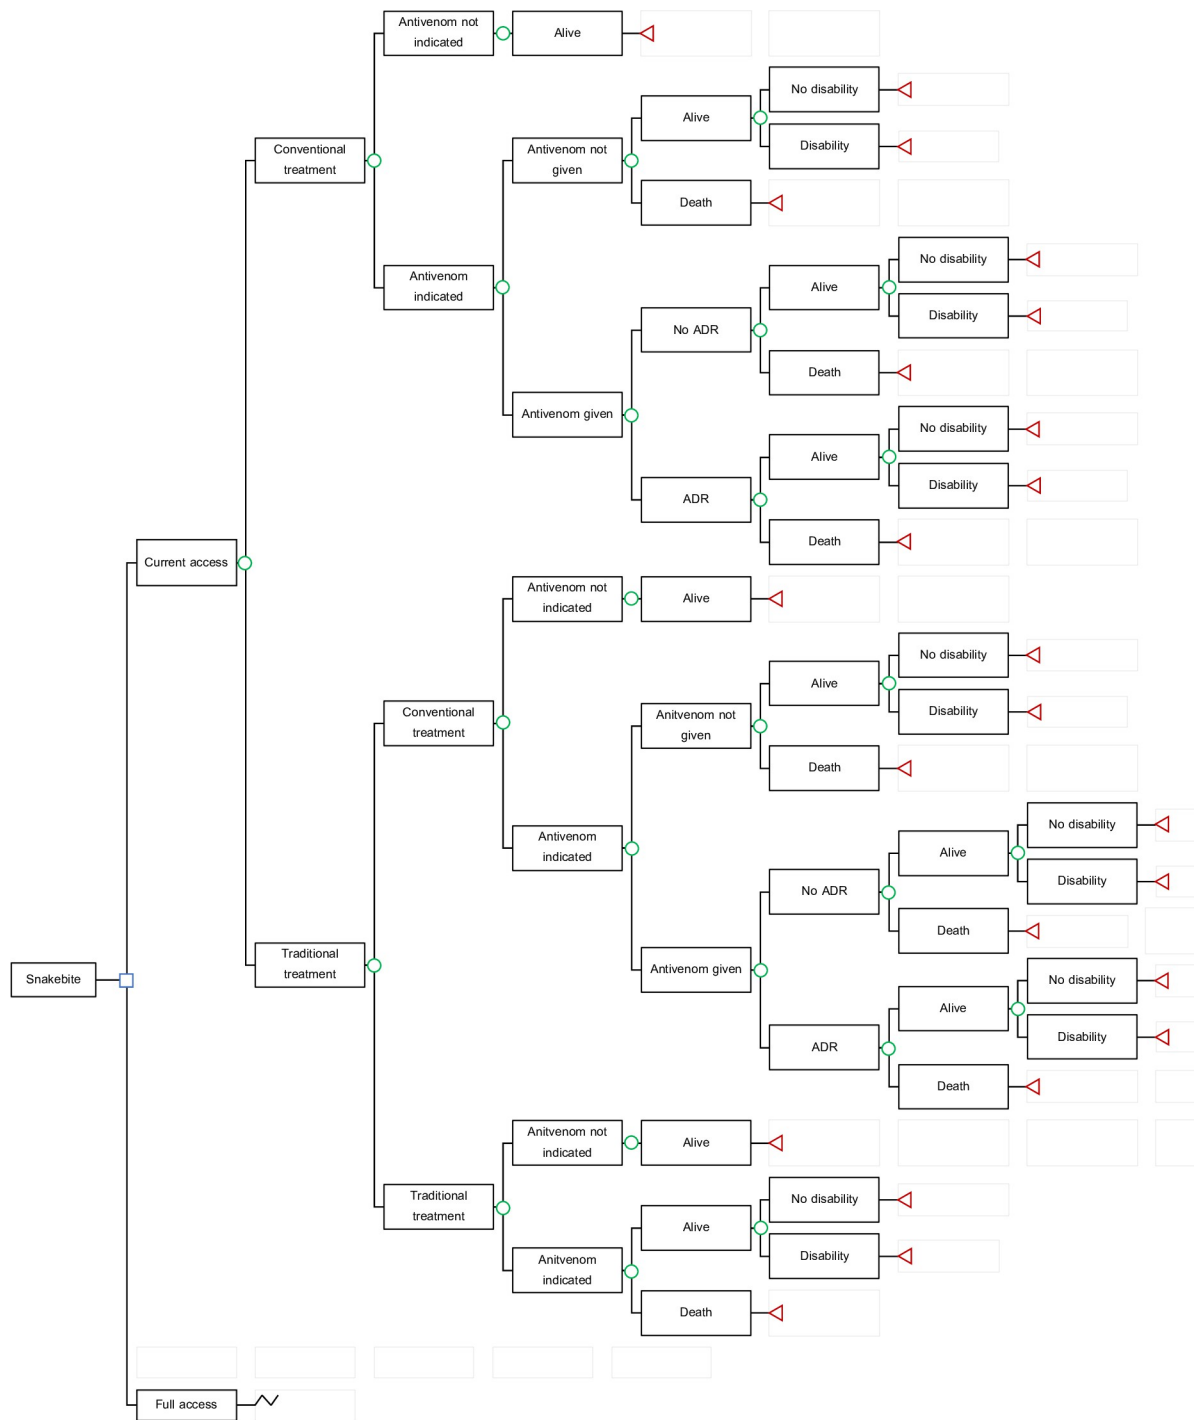 Antivenom not
indicated
Alive
No disability
Alive
Conventional
treatment
Antivenom not
given
Disability
Death
No disability
Antivenom
indicated
Alive
Disability
No ADR
Death
Antivenom given
No disability
Alive
Disability
ADR
Death
Current access
Antivenom not
indicated
Alive
No disability
Alive
Disability
Conventional
treatment
Anitvenom not
given
Death
No disability
Antivenom
indicated
Alive
Disability
No ADR
Death
Traditional
treatment
Antivenom given
Snakebite
No disability
Alive
Disability
ADR
Death
Anitvenom not
indicated
Alive
Traditional
treatment
No disability
Alive
Disability
Anitvenom
indicated
Death
Full access